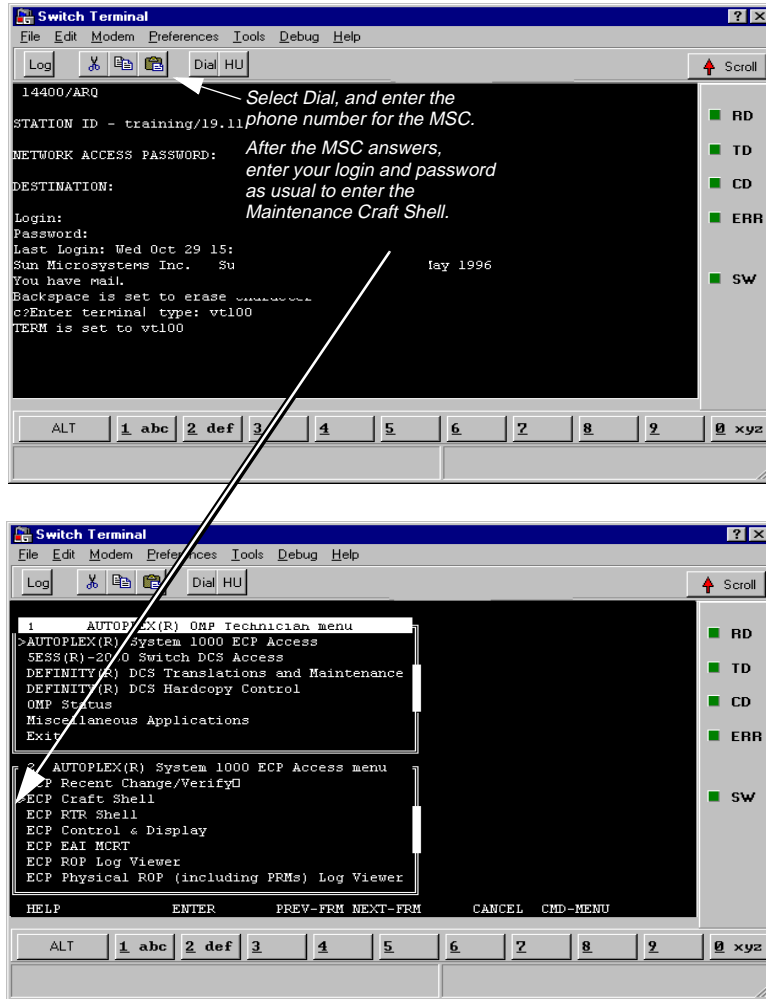 Switch Terminal
File Edit Modem Preferences Tools Debug Help
Log Dial HU
Scroll
14400/ARQ
STATION ID - training/19.11
NETWORK ACCESS PASSWORD:
DESTINATION:
Login:
Password:
Last Login: Wed Oct 29 15:
Sun Microsystems Inc. Su May 1996
You have mail.
Backspace is set to erase character
c?Enter terminal type: vt100
TERM is set to vt100
Select Dial, and enter the
phone number for the MSC.
After the MSC answers,
enter your login and password
as usual to enter the
Maintenance Craft Shell.
RD
TD
CD
ERR
SW
ALT 1 abc 2 def 3 4 5 6 7 8 9 0 xyz
Switch Terminal
File Edit Modem Preferences Tools Debug Help
Log Dial HU
Scroll
1 AUTOPLEX(R) OMP Technician menu
>AUTOPLEX(R) System 1000 ECP Access
5ESS(R)-2000 Switch DCS Access
DEFINITY(R) DCS Translations and Maintenance
DEFINITY(R) DCS Hardcopy Control
OMP Status
Miscellaneous Applications
Exit
2 AUTOPLEX(R) System 1000 ECP Access menu
ECP Recent Change/Verify
>ECP Craft Shell
ECP RTR Shell
ECP Control & Display
ECP EAI MCRT
ECP ROP Log Viewer
ECP Physical ROP (including PRMs) Log Viewer
HELP ENTER PREV-FRM NEXT-FRM CANCEL CMD-MENU
RD
TD
CD
ERR
SW
ALT 1 abc 2 def 3 4 5 6 7 8 9 0 xyz